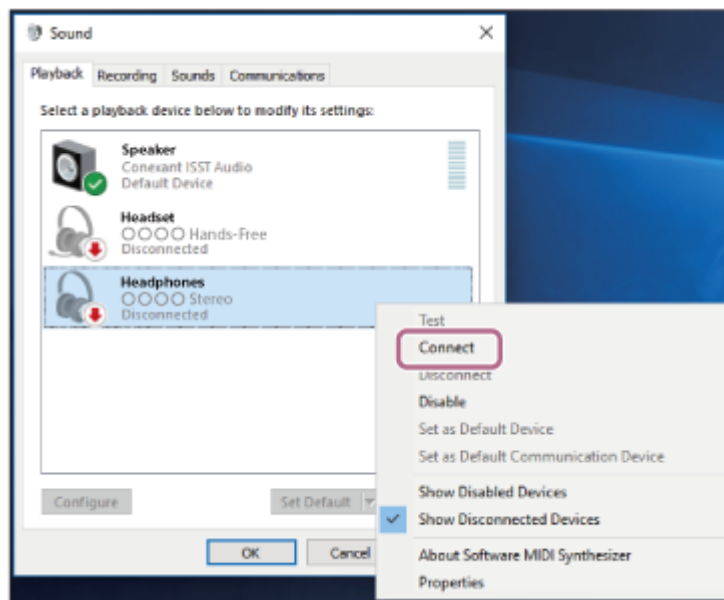 Sound
Playback Recording Sounds Communications
Select a playback device below to modify its settings:
Speaker
Conexant ISST Audio
Default Device
Headset
○○○○ Hands-Free
Disconnected
Headphones
○○○○ Stereo
Disconnected
Test
Connect
Disconnect
Disable
Set as Default Device
Set as Default Communication Device
Show Disabled Devices
Show Disconnected Devices
About Software MIDI Synthesizer
Properties
Configure Set Default
OK Cancel